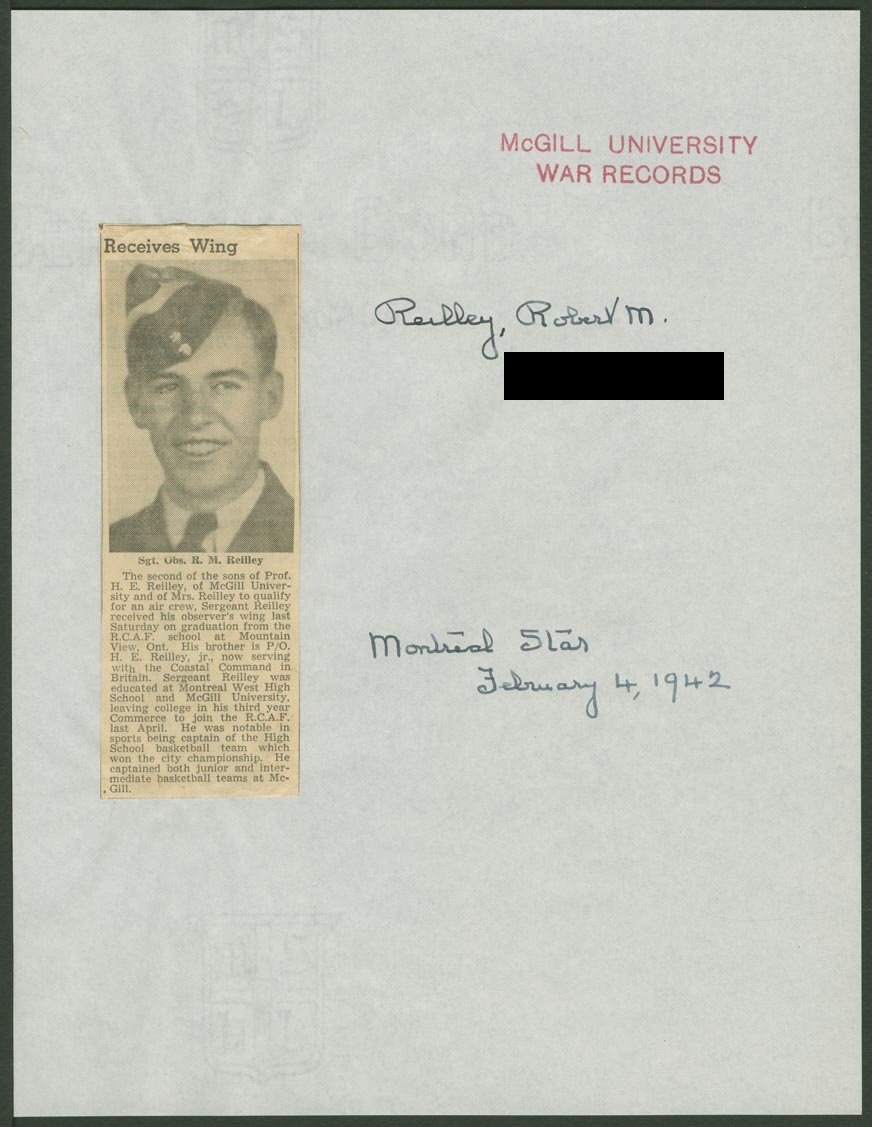 McGILL UNIVERSITY
WAR RECORDS
Receives Wing
Reilley, Robert M.
Sgt. Obs. R. M. Reilley
The second of the sons of Prof.
H. E. Reilley, of McGill Univer-
sity and of Mrs. Reilley to qualify
for an air crew, Sergeant Reilley
received his observer's wing last
Saturday on graduation from the
R.C.A.F. school at Mountain
View, Ont. His brother is P/O.
H. E. Reilley, jr., now serving
with the Coastal Command in
Britain. Sergeant Reilley was
educated at Montreal West High
School and McGill University,
leaving college in his third year
Commerce to join the R.C.A.F.
last April. He was notable in
sports being captain of the High
School basketball team which
won the city championship. He
captained both junior and inter-
mediate basketball teams at Mc-
Gill.
Montreal Star
February 4, 1942